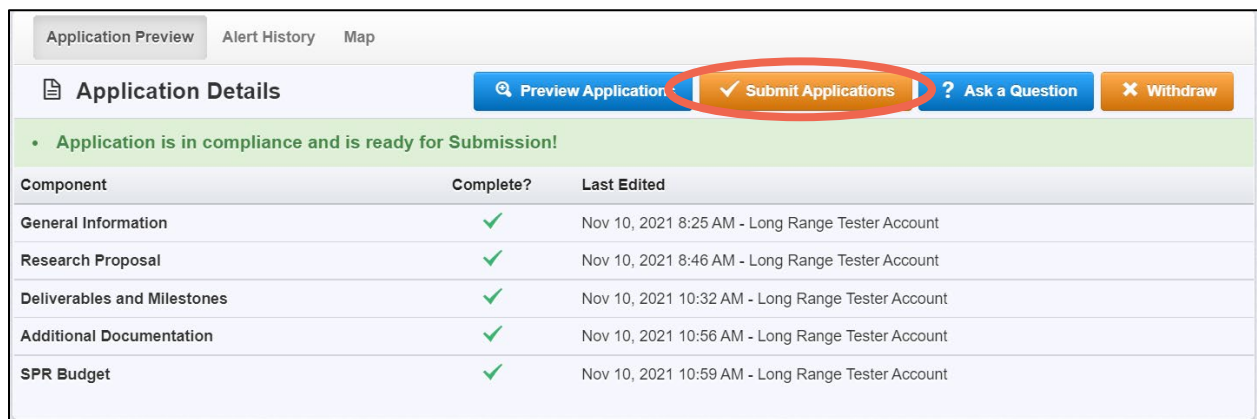 Application Preview Alert History Map
Application Details Preview Applications Submit Applications ? Ask a Question Withdraw
• Application is in compliance and is ready for Submission!
Component Complete? Last Edited
General Information Nov 10, 2021 8:25 AM - Long Range Tester Account
Research Proposal Nov 10, 2021 8:46 AM - Long Range Tester Account
Deliverables and Milestones Nov 10, 2021 10:32 AM - Long Range Tester Account
Additional Documentation Nov 10, 2021 10:56 AM - Long Range Tester Account
SPR Budget Nov 10, 2021 10:59 AM - Long Range Tester Account